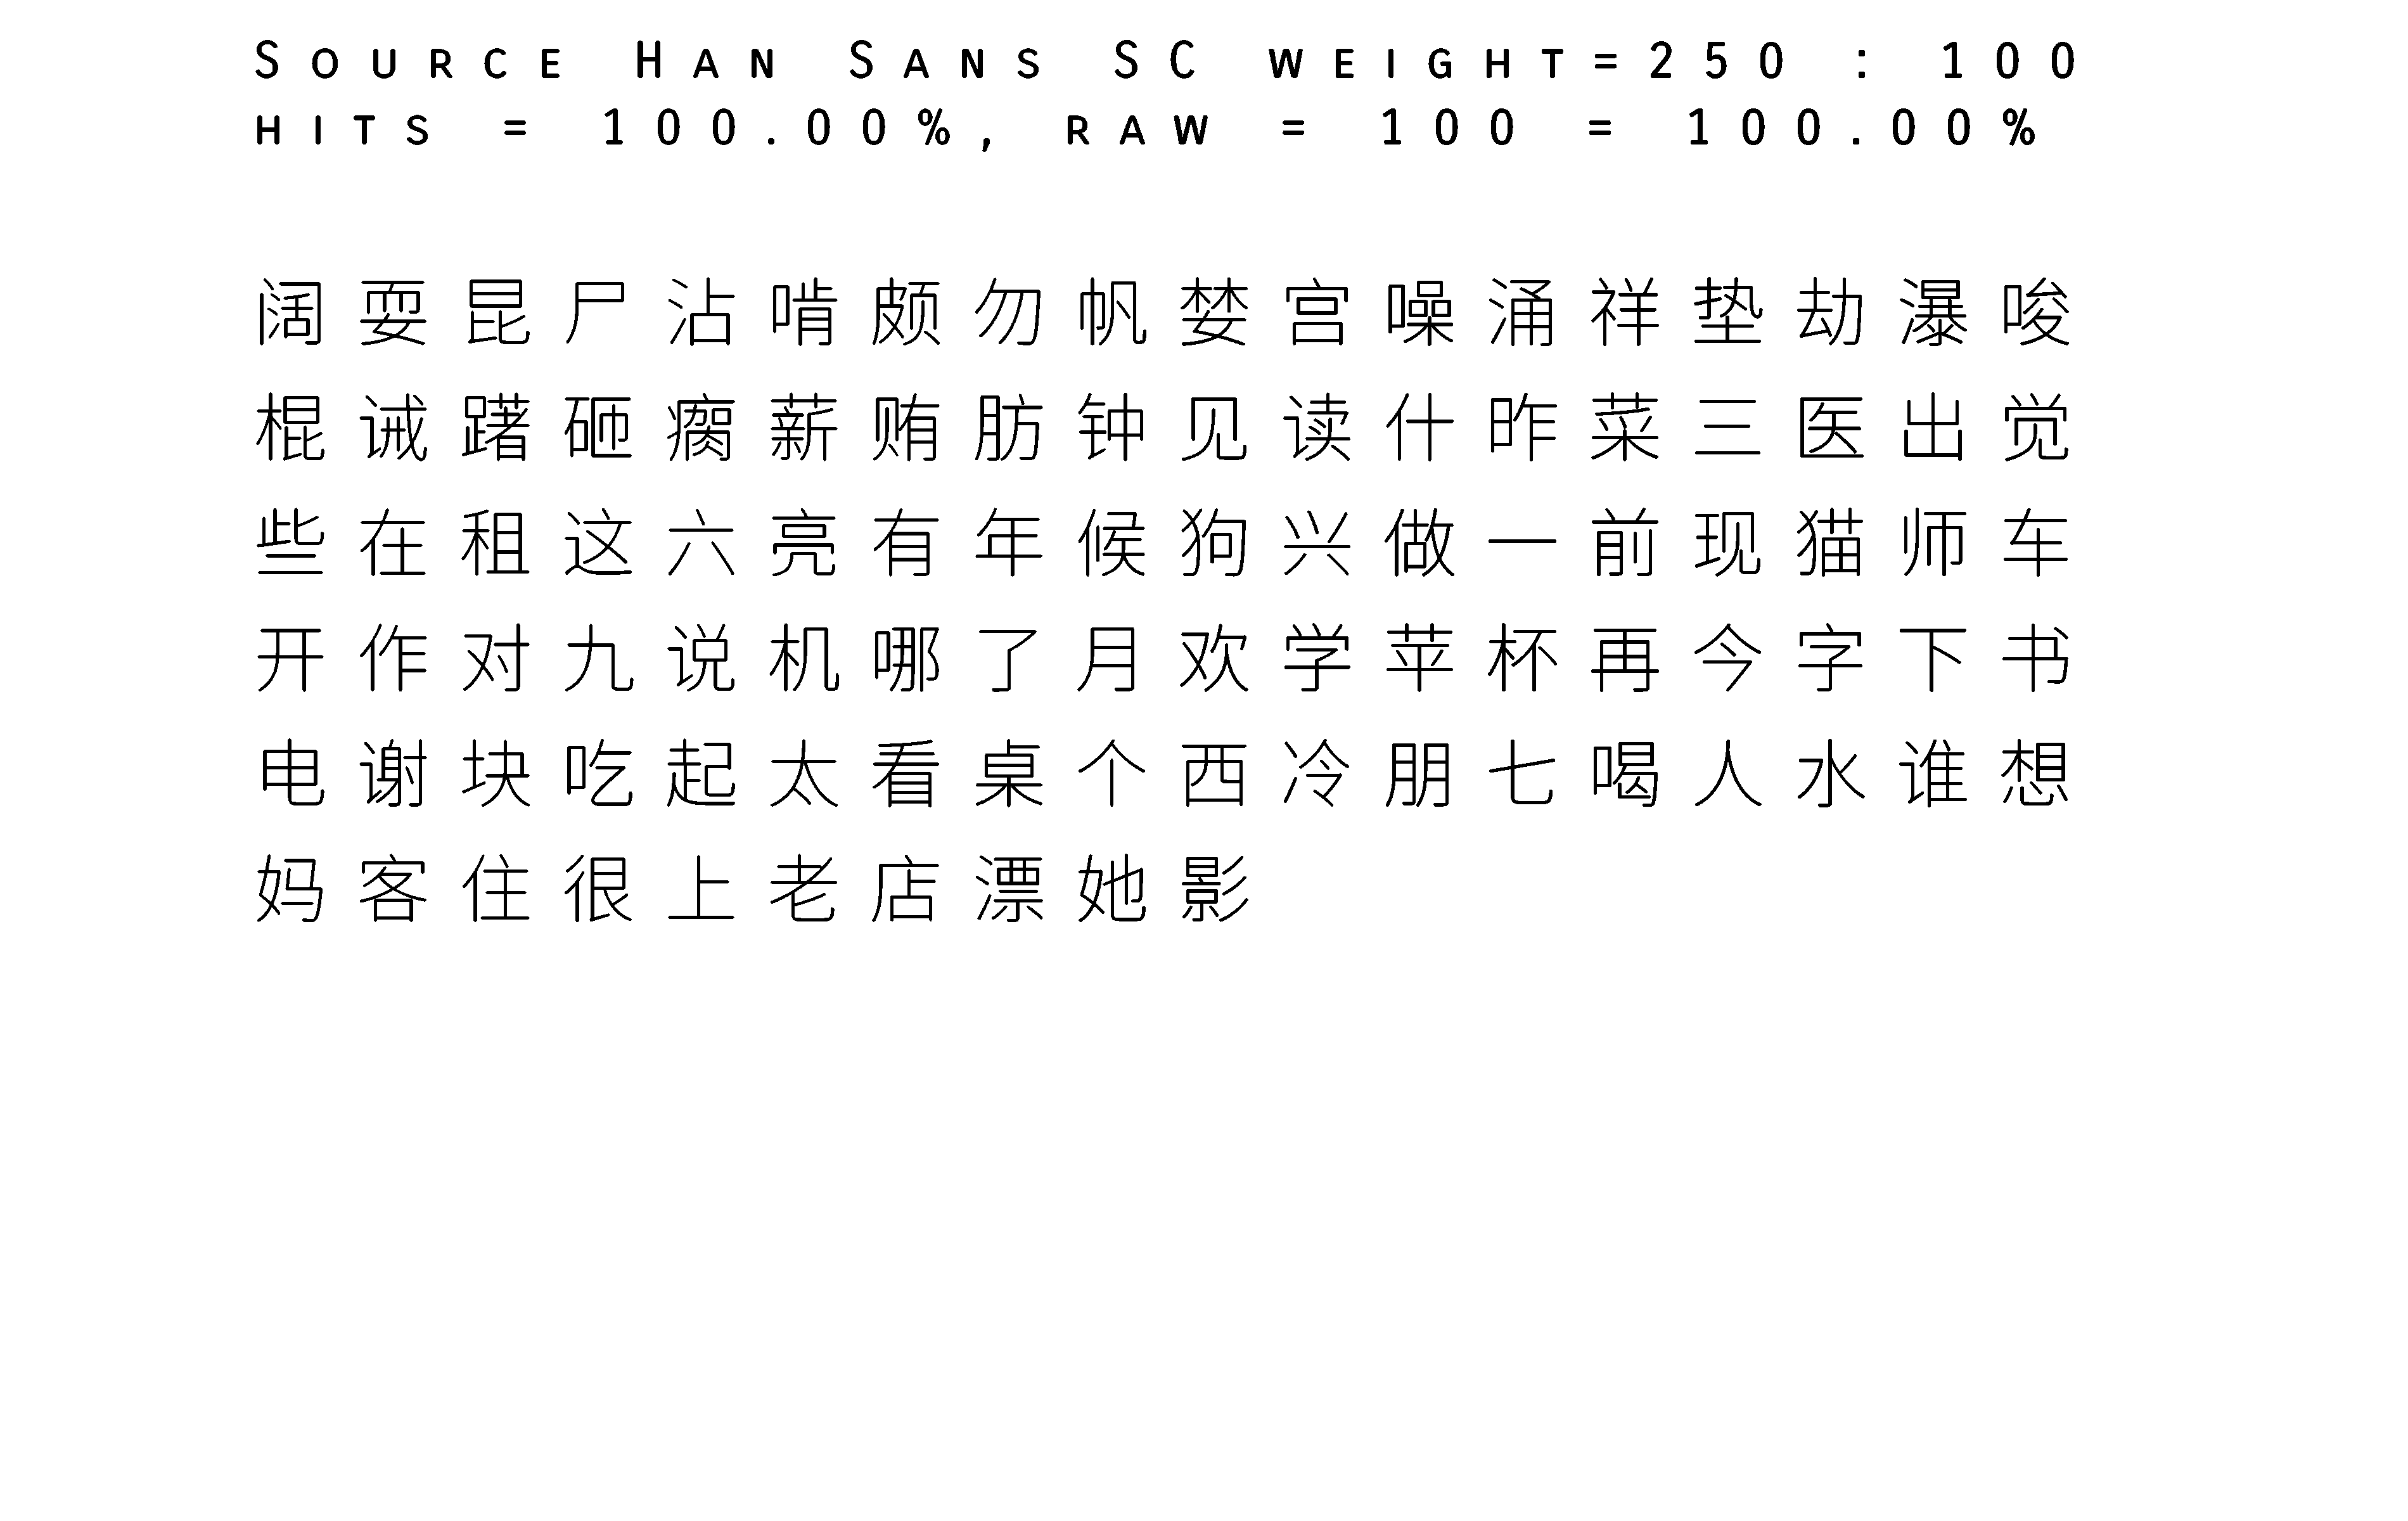 Source Han Sans SC weight=250 : 100
hits = 100.00%, raw = 100 = 100.00%
阔耍昆尸沾啃颇勿帆婪宫噪涌祥垫劫瀑唆
棍诫躇砸瘸薪贿肪钟见读什昨菜三医出觉
些在租这六亮有年候狗兴做一前现猫师车
开作对九说机哪了月欢学苹杯再今字下书
电谢块吃起太看桌个西冷朋七喝人水谁想
妈客住很上老店漂她影